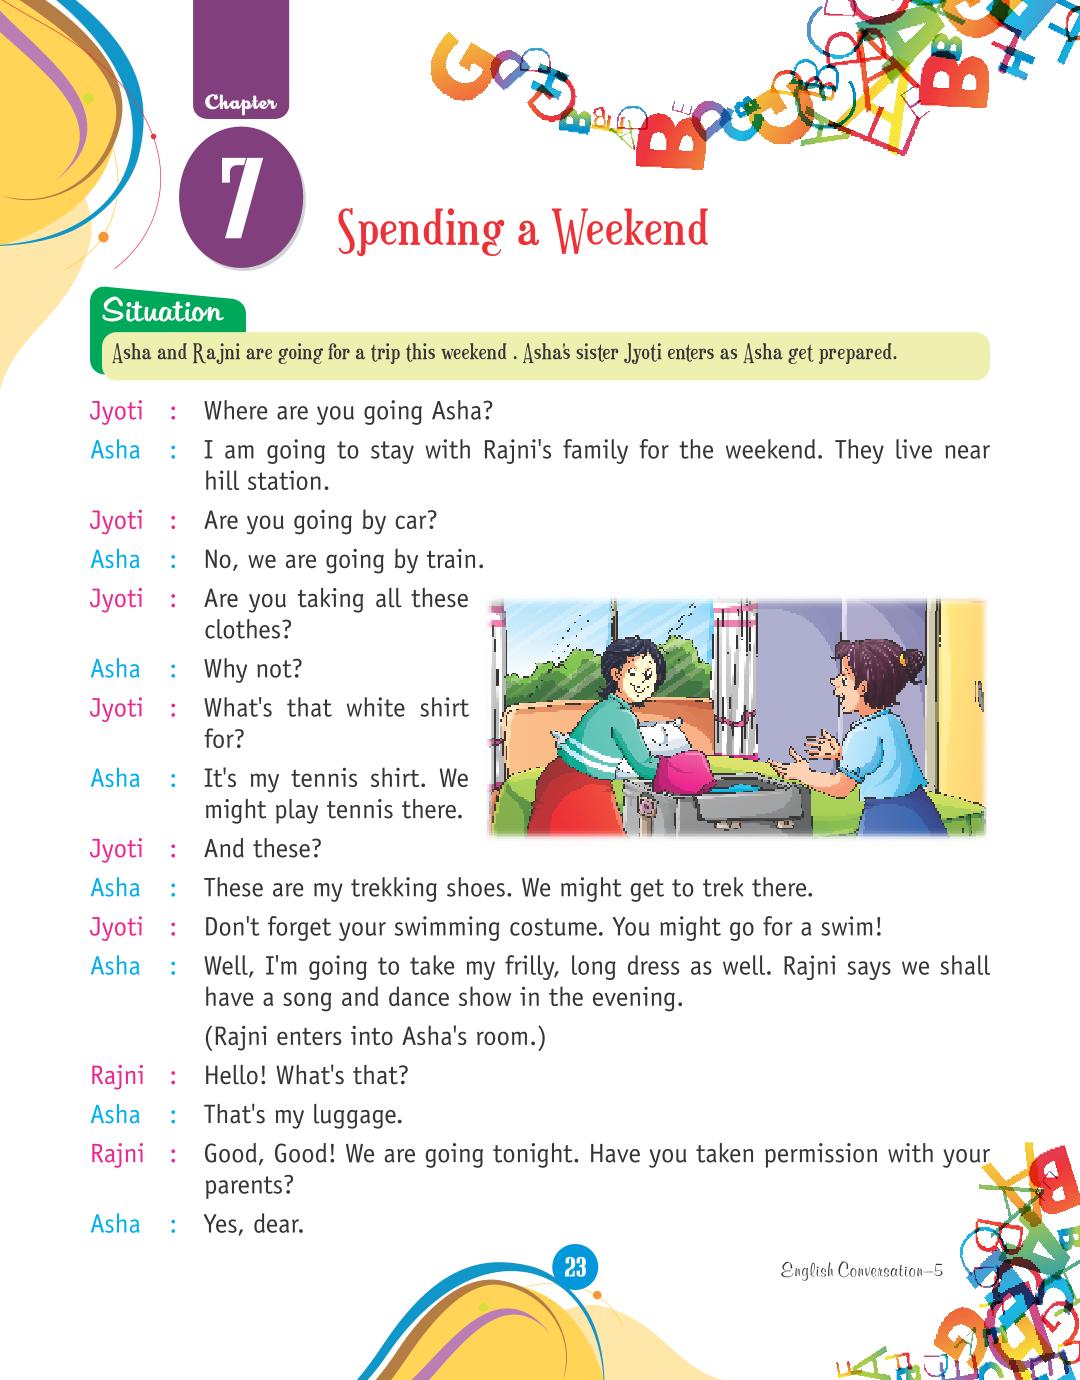 Chapter
7
Spending a Weekend
Situation
Asha and Rajni are going for a trip this weekend . Asha's sister Jyoti enters as Asha get prepared.
Jyoti : Where are you going Asha?
Asha : I am going to stay with Rajni's family for the weekend. They live near
hill station.
Jyoti : Are you going by car?
Asha : No, we are going by train.
Jyoti : Are you taking all these
clothes?
Asha : Why not?
Jyoti : What's that white shirt
for?
Asha : It's my tennis shirt. We
might play tennis there.
Jyoti : And these?
Asha : These are my trekking shoes. We might get to trek there.
Jyoti : Don't forget your swimming costume. You might go for a swim!
Asha : Well, I'm going to take my frilly, long dress as well. Rajni says we shall
have a song and dance show in the evening.
(Rajni enters into Asha's room.)
Rajni : Hello! What's that?
Asha : That's my luggage.
Rajni : Good, Good! We are going tonight. Have you taken permission with your
parents?
Asha : Yes, dear.
23
English Conversation–5